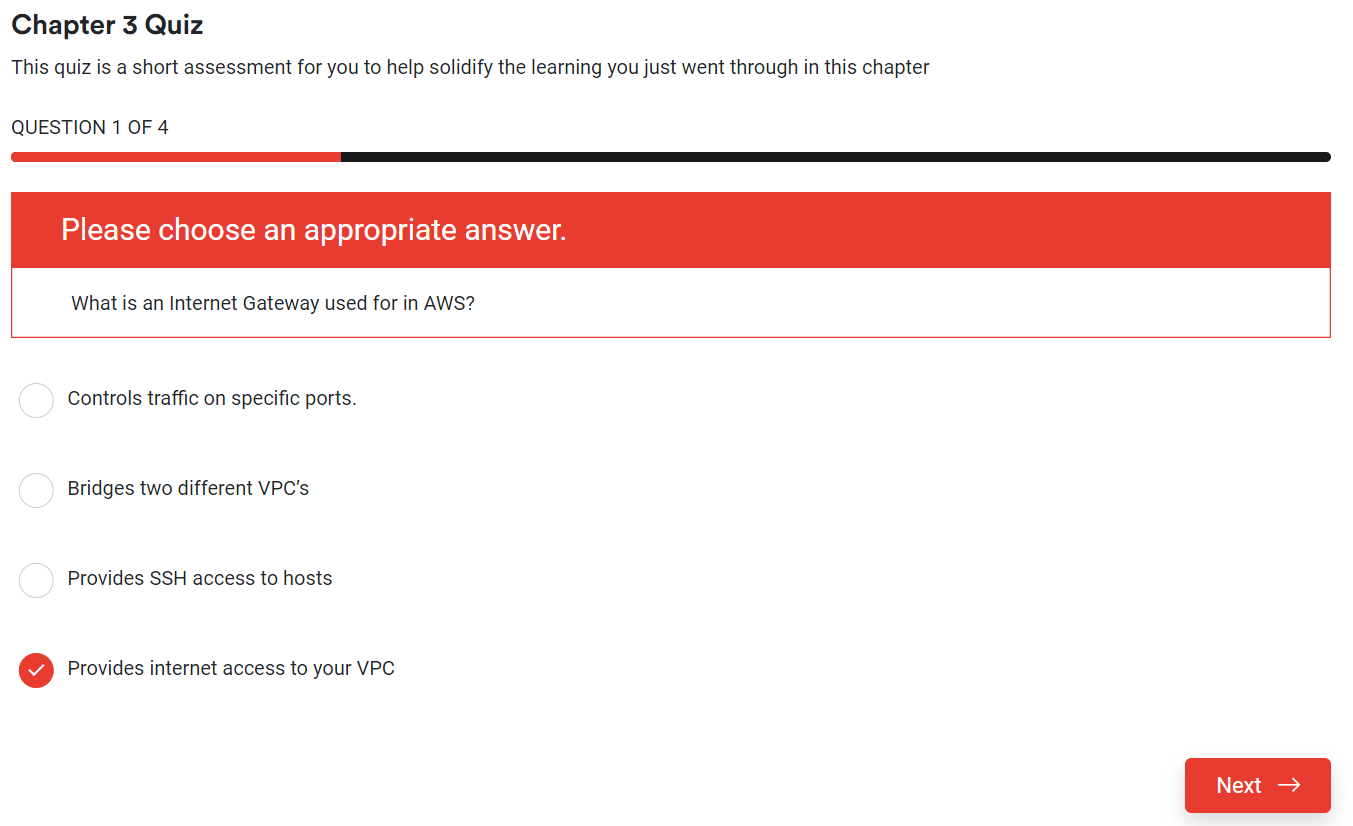 Chapter 3 Quiz
This quiz is a short assessment for you to help solidify the learning you just went through in this chapter
QUESTION 1 OF 4
Please choose an appropriate answer.
What is an Internet Gateway used for in AWS?
Controls traffic on specific ports.
Bridges two different VPC’s
Provides SSH access to hosts
Provides internet access to your VPC
Next